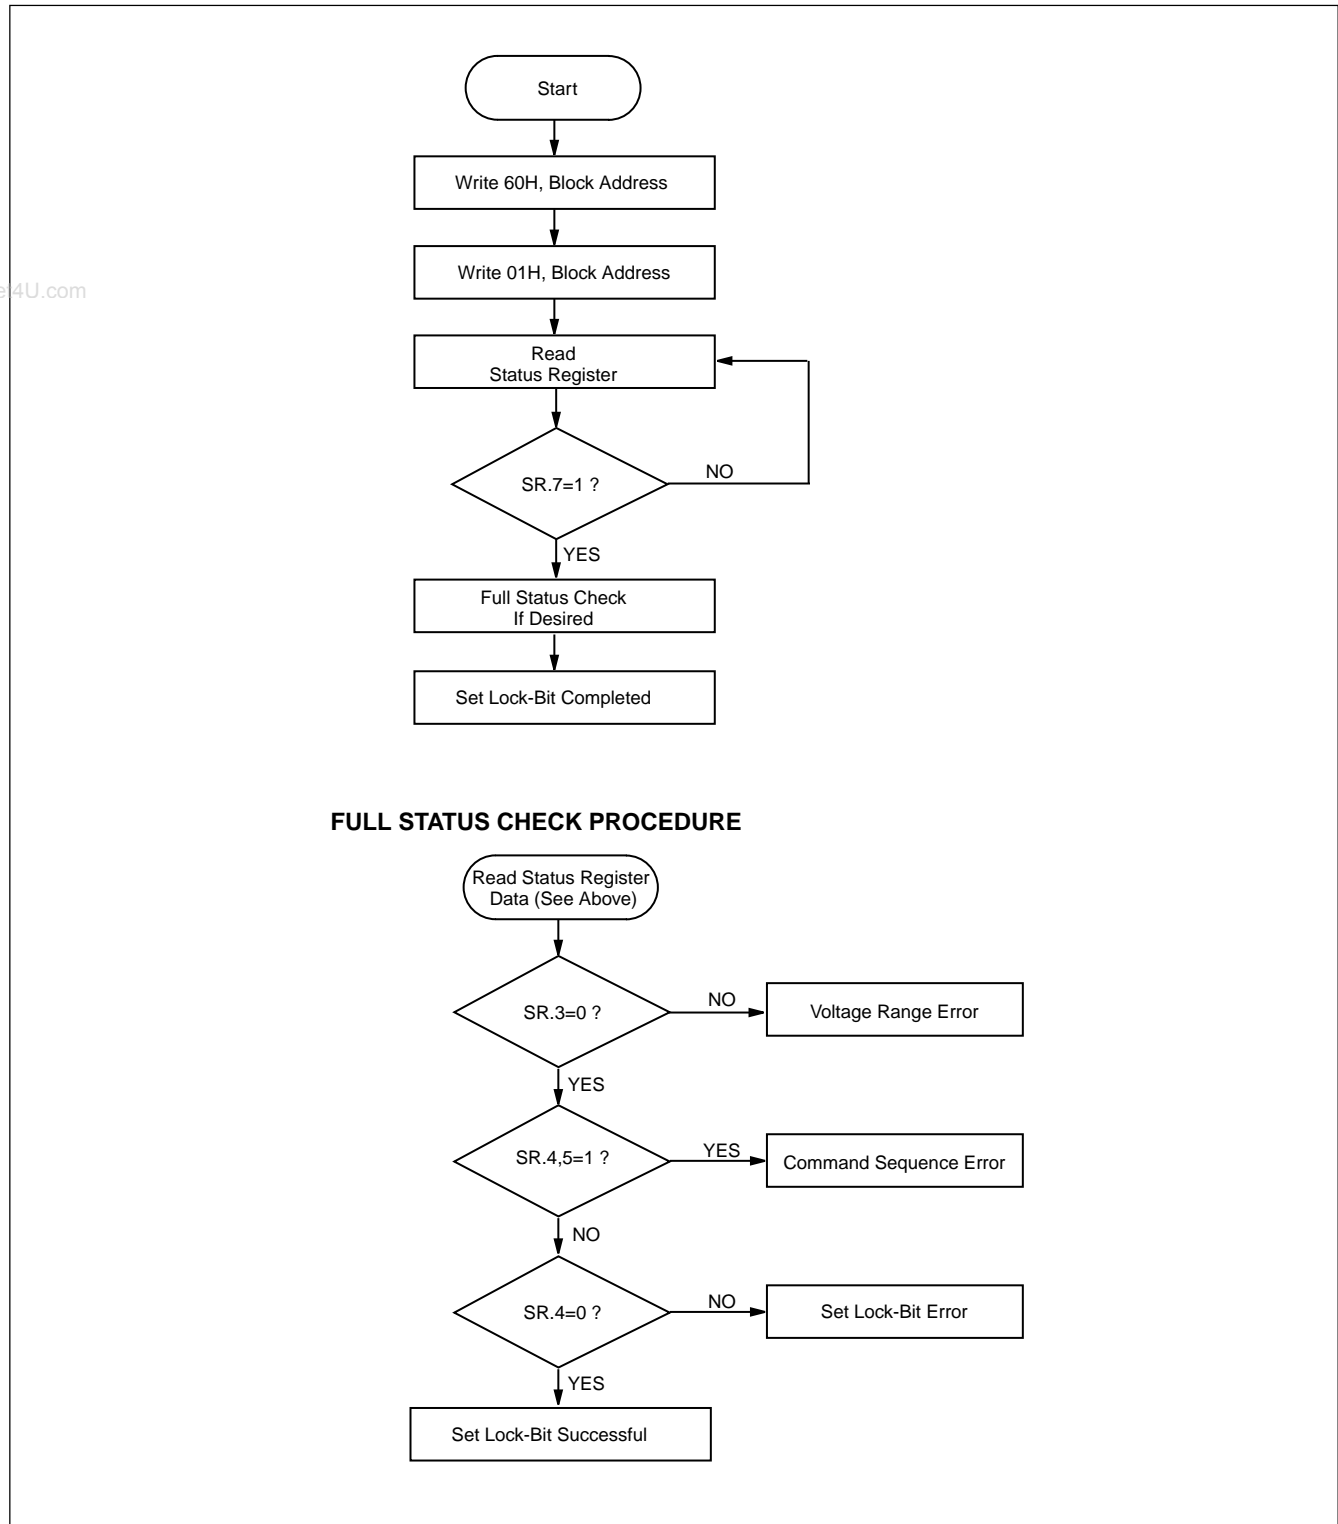 Start
Write 60H, Block Address
Write 01H, Block Address
et4U.com
Read
Status Register
SR.7=1 ?
NO
YES
Full Status Check
If Desired
Set Lock-Bit Completed
FULL STATUS CHECK PROCEDURE
Read Status Register
Data (See Above)
SR.3=0 ?
NO
Voltage Range Error
YES
SR.4,5=1 ?
YES
Command Sequence Error
NO
SR.4=0 ?
NO
Set Lock-Bit Error
YES
Set Lock-Bit Successful